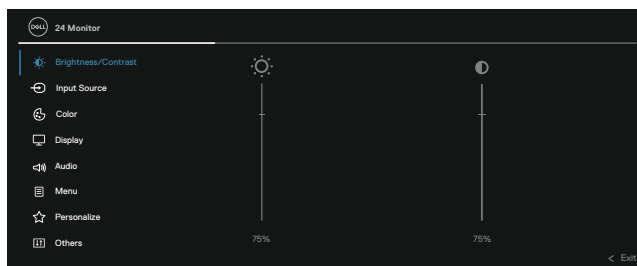 DELL 24 Monitor
Brightness/Contrast
Input Source
Color
Display
Audio
Menu
Personalize
Others
75% 75%
< Exit